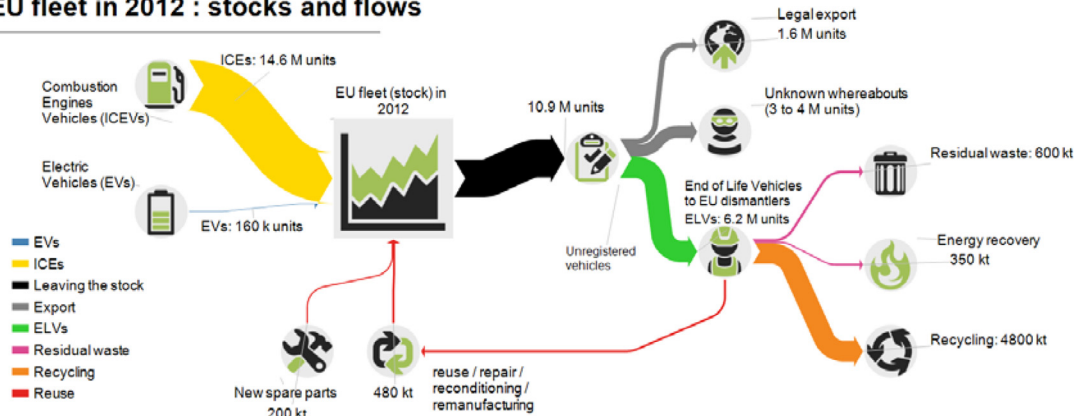 EU fleet in 2012 : stocks and flows
Legal export
1.6 M units
ICEs: 14.6 M units
Combustion
Engines
Vehicles (ICEVs)
EU fleet (stock) in
2012
10.9 M units
Unknown whereabouts
(3 to 4 M units)
Residual waste: 600 kt
Electric
Vehicles (EVs)
EVs: 160 k units
End of Life Vehicles
to EU dismantlers
ELVs: 6.2 M units
Unregistered
vehicles
Energy recovery
350 kt
EVs
ICEs
Leaving the stock
Export
ELVs
Residual waste
Recycling
Reuse
Recycling: 4800 kt
New spare parts
200 kt
480 kt
reuse / repair /
reconditioning /
remanufacturing